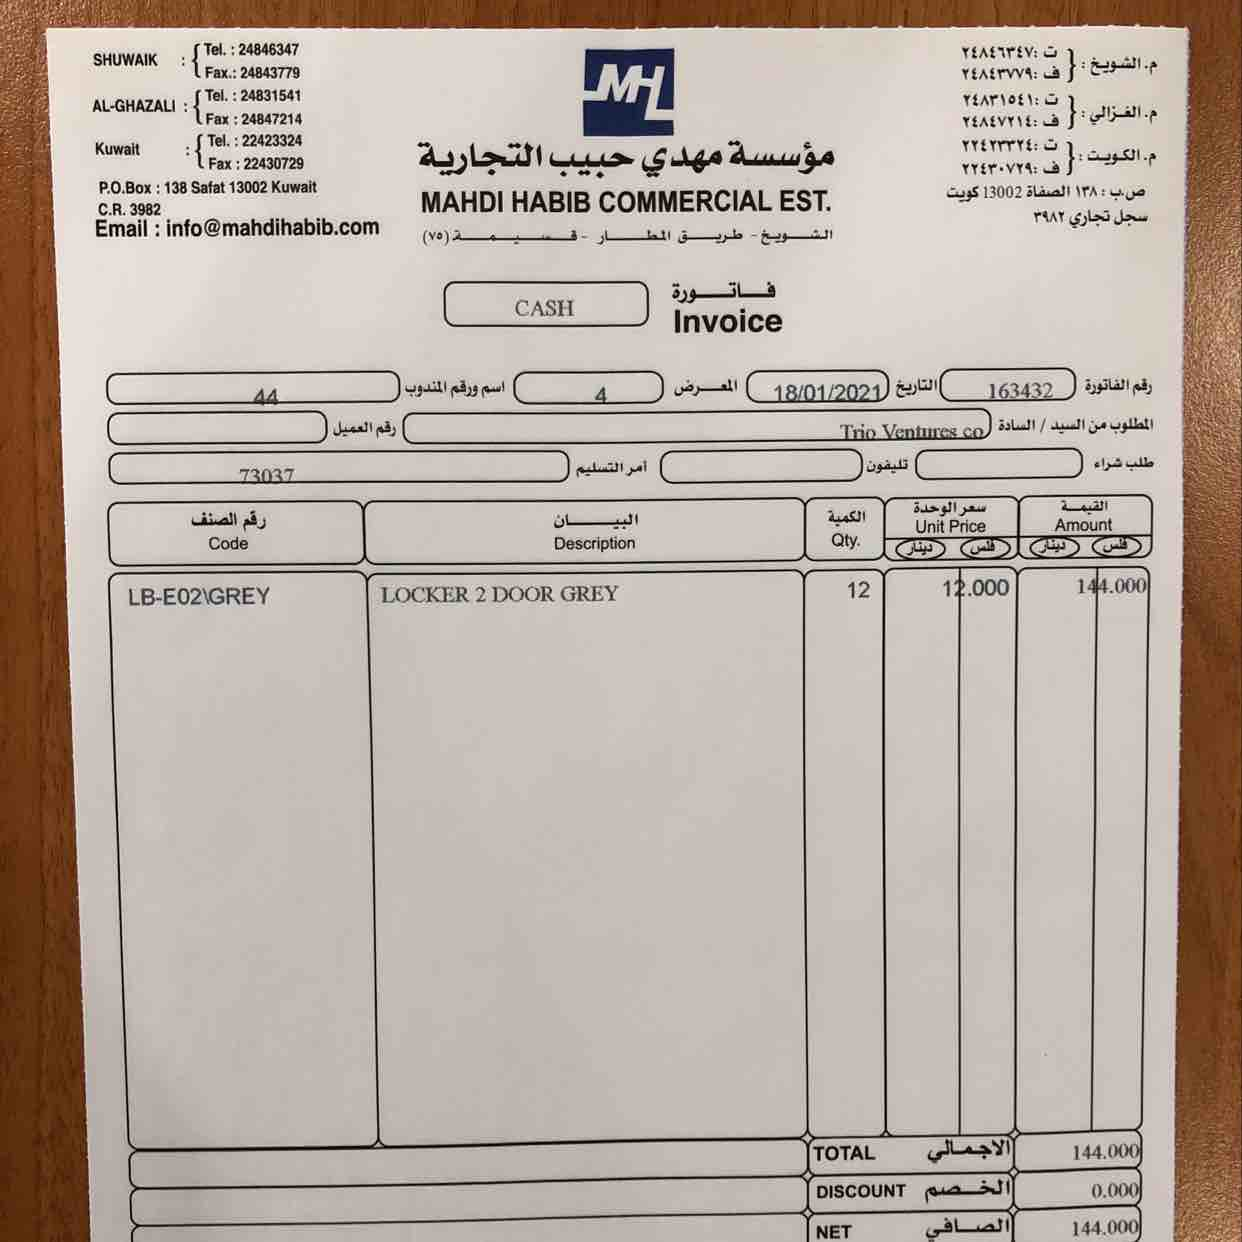 SHUWAIK : Tel. : 24846347
Fax.: 24843779
AL-GHAZALI : Tel. : 24831541
Fax : 24847214
Kuwait : Tel. : 22423324
Fax : 22430729
P.O.Box : 138 Safat 13002 Kuwait
C.R. 3982
Email : info@mahdihabib.com
MHL
مؤسسة مهدي حبيب التجارية
MAHDI HABIB COMMERCIAL EST.
الشويخ - طريق المطار - قسيمة (٧٥)
م. الشويخ : ت :٢٤٨٤٦٣٤٧
ف :٢٤٨٤٣٧٧٩
م. الغزالي : ت :٢٤٨٣١٥٤١
ف :٢٤٨٤٧٢١٤
م. الكويت : ت :٢٢٤٢٣٣٢٤
ف :٢٢٤٣٠٧٢٩
ص.ب : ١٣٨ الصفاة 13002 كويت
سجل تجاري ٣٩٨٢
CASH
فاتورة
Invoice
رقم الفاتورة 163432 التاريخ 18/01/2021 المعرض 4 اسم ورقم المندوب 44
المطلوب من السيد / السادة Trio Ventures co رقم العميل
طلب شراء تليفون أمر التسليم 73037
رقم الصنف البيان الكمية سعر الوحدة القيمة
Code Description Qty. Unit Price Amount
دينار فلس دينار فلس
LB-E02\GREY LOCKER 2 DOOR GREY 12 12.000 144.000
TOTAL الاجمالي 144.000
DISCOUNT الخصم 0.000
NET الصافي 144.000